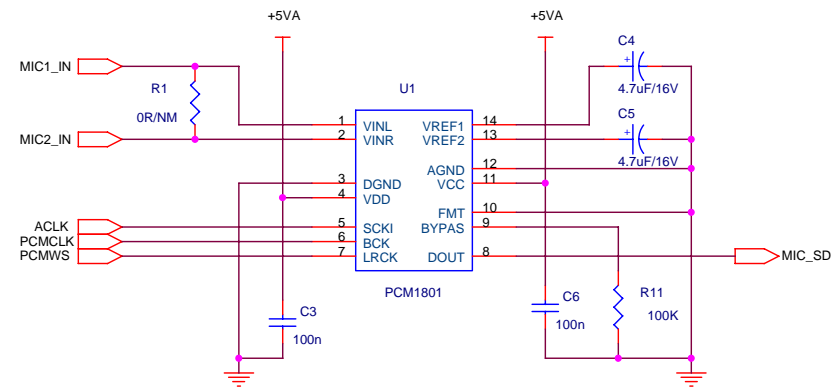 +5VA
+5VA
MIC1_IN
R1
0R/NM
MIC2_IN
C4
+
4.7uF/16V
C5
+
4.7uF/16V
U1
1 VINL VREF1 14
2 VINR VREF2 13
AGND 12
3 DGND VCC 11
4 VDD
FMT 10
ACLK 5 SCKI BYPAS 9
PCMCLK 6 BCK
PCMWS 7 LRCK DOUT 8 MIC_SD
PCM1801
C3
100n
C6
100n
R11
100K